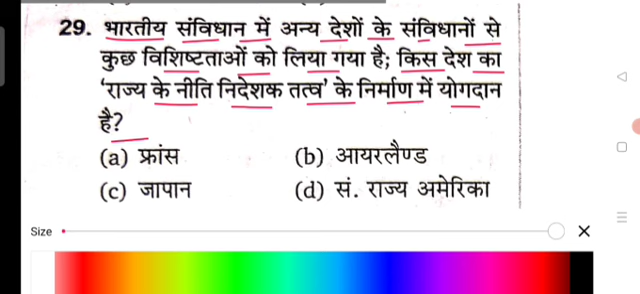 29. भारतीय संविधान में अन्य देशों के संविधानों से
कुछ विशिष्टताओं को लिया गया है; किस देश का
'राज्य के नीति निदेशक तत्व' के निर्माण में योगदान
है?
(a) फ्रांस (b) आयरलैण्ड
(c) जापान (d) सं. राज्य अमेरिका
Size